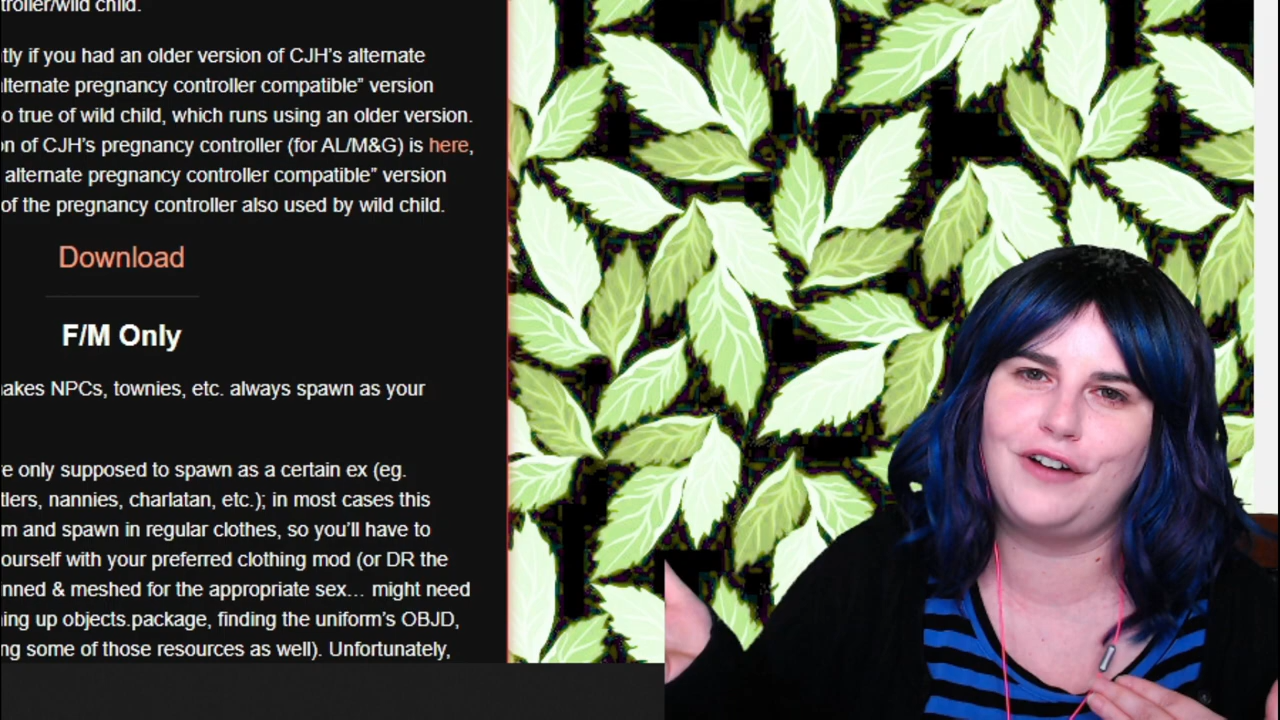 troller/wild child.
tly if you had an older version of CJH's alternate
lternate pregnancy controller compatible” version
o true of wild child, which runs using an older version.
on of CJH's pregnancy controller (for AL/M&G) is here,
alternate pregnancy controller compatible” version
of the pregnancy controller also used by wild child.
Download
F/M Only
akes NPCs, townies, etc. always spawn as your
re only supposed to spawn as a certain ex (eg.
tlers, nannies, charlatan, etc.); in most cases this
m and spawn in regular clothes, so you'll have to
ourself with your preferred clothing mod (or DR the
nned & meshed for the appropriate sex… might need
ning up objects.package, finding the uniform's OBJD,
ng some of those resources as well). Unfortunately,